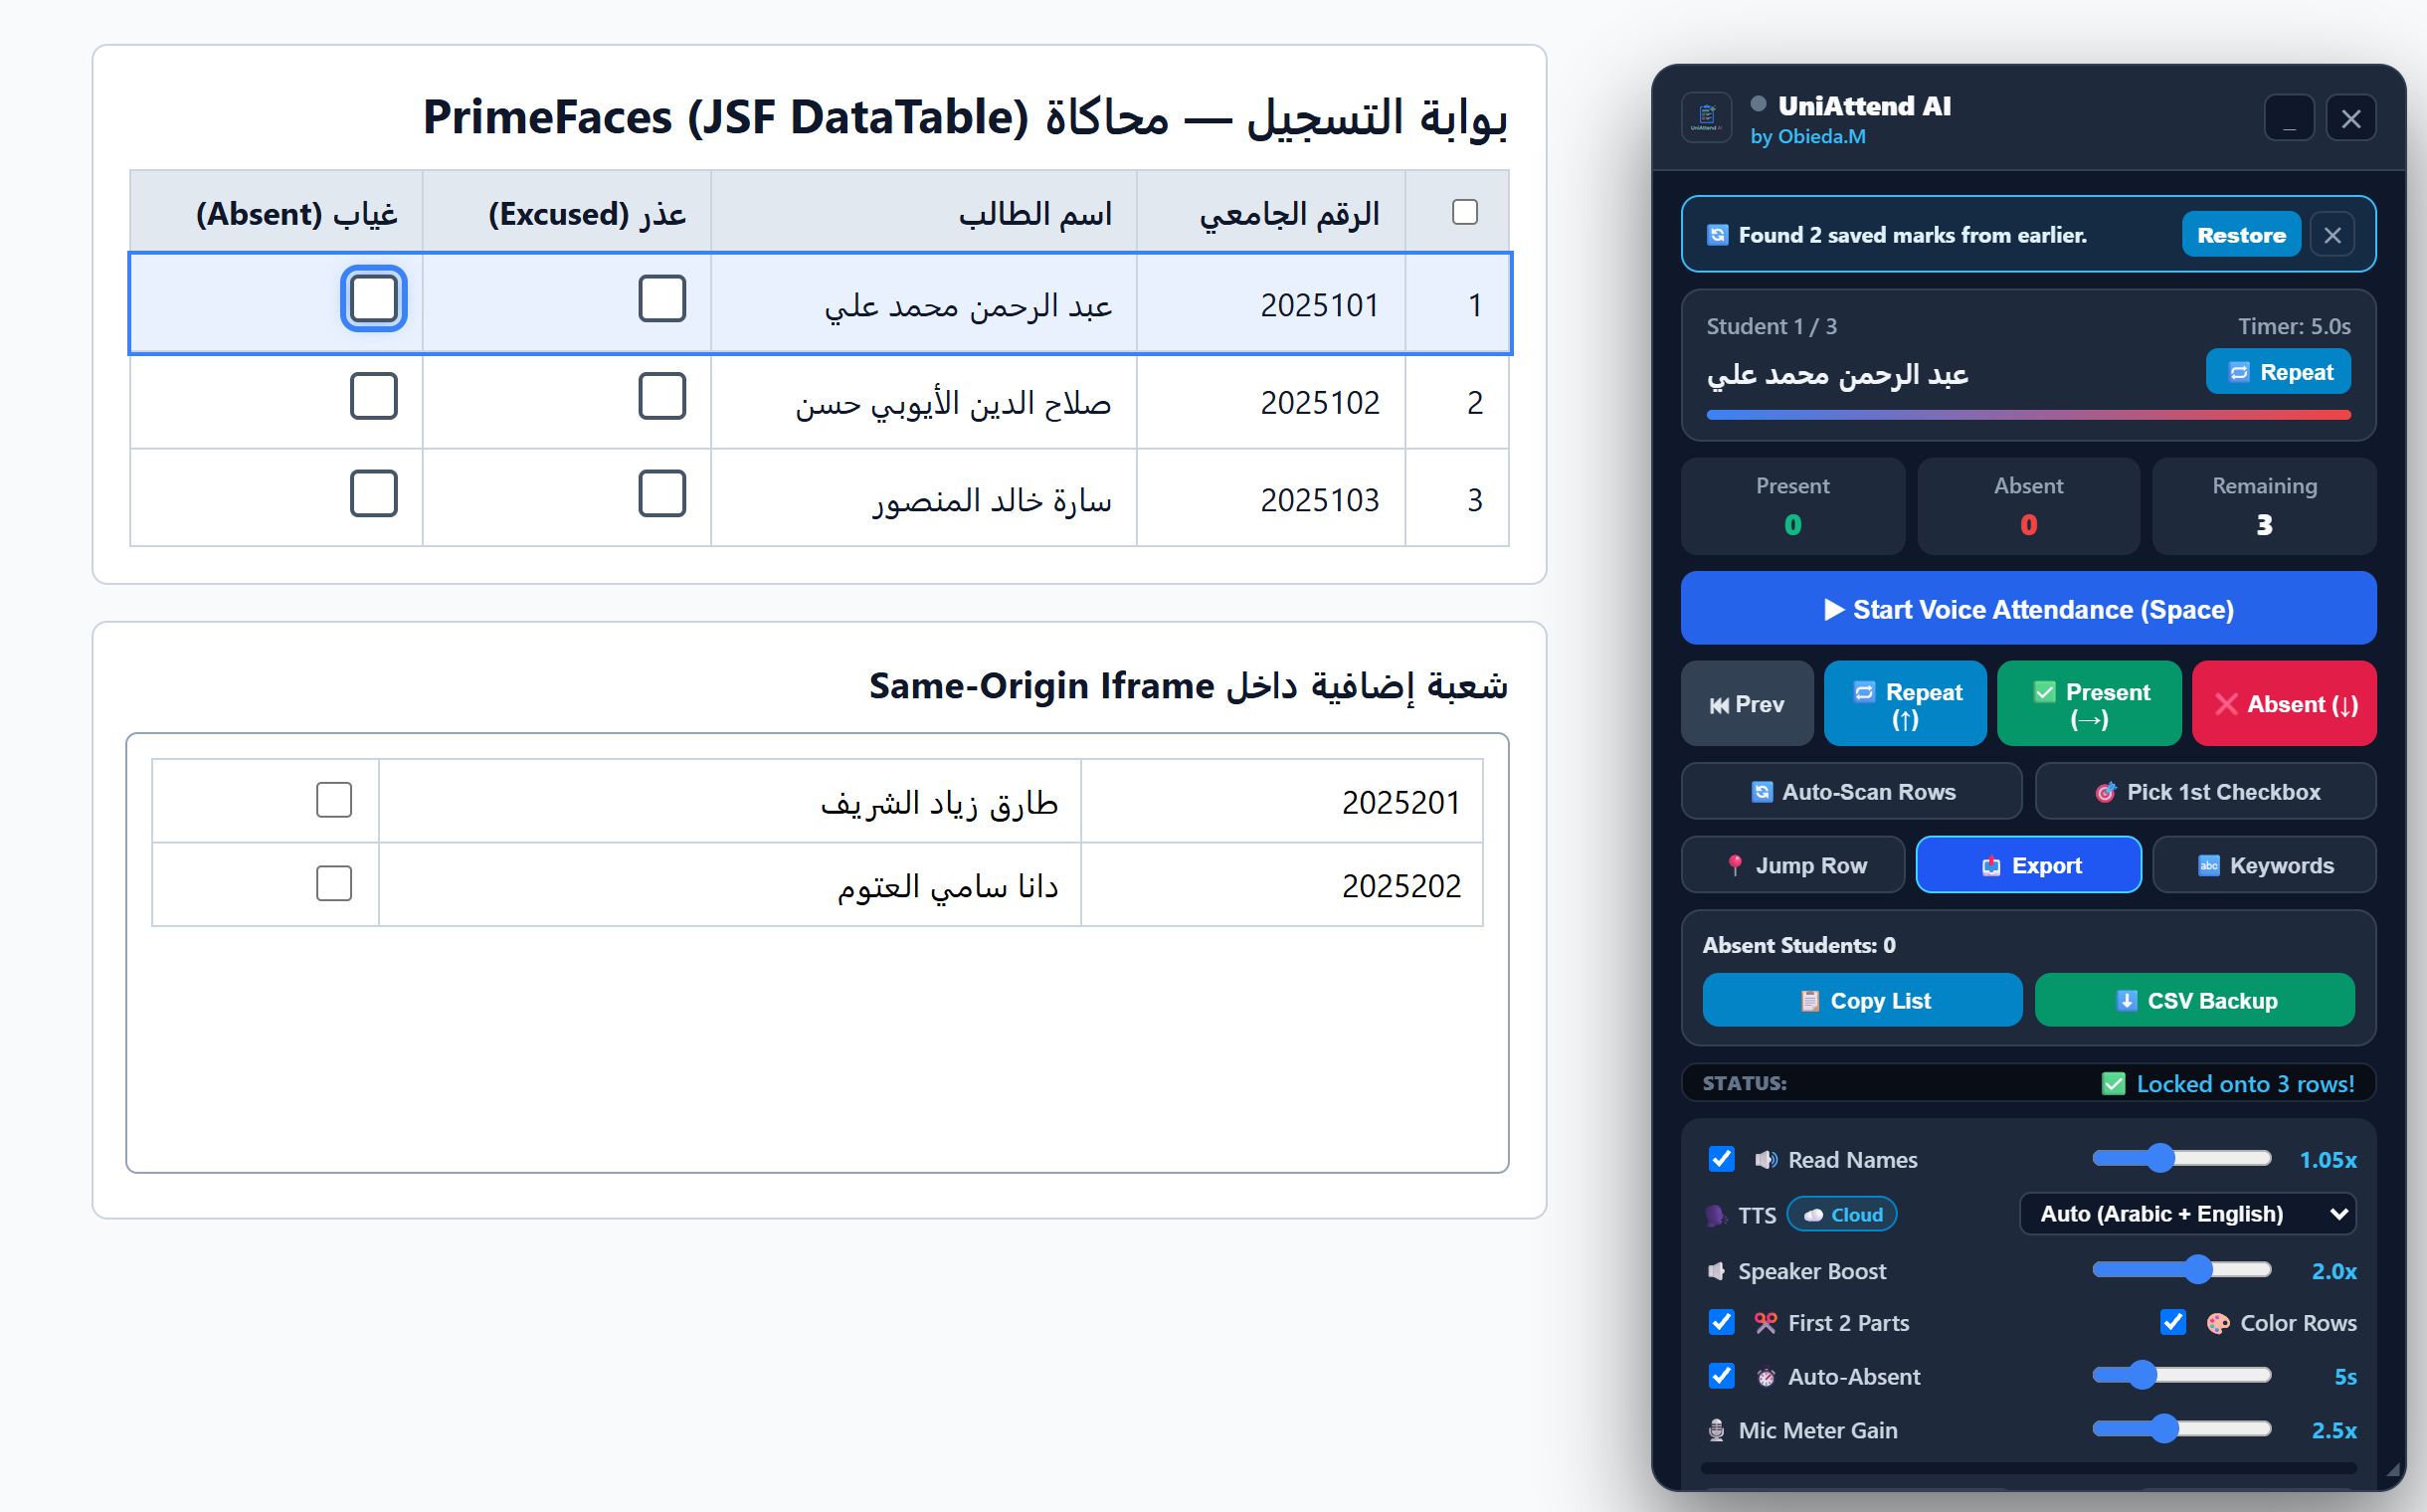 بوابة التسجيل — محاكاة PrimeFaces (JSF DataTable)
الرقم الجامعي اسم الطالب عذر (Excused) غياب (Absent)
1 2025101 عبد الرحمن محمد علي
2 2025102 صلاح الدين الأيوبي حسن
3 2025103 سارة خالد المنصور
شعبة إضافية داخل Same-Origin Iframe
2025201 طارق زياد الشريف
2025202 دانا سامي العتوم
UniAttend AI
by Obieda.M
_ ✕
🔄 Found 2 saved marks from earlier. Restore ✕
Student 1 / 3 Timer: 5.0s
عبد الرحمن محمد علي 🔁 Repeat
Present Absent Remaining
0 0 3
▶ Start Voice Attendance (Space)
⏮ Prev 🔁 Repeat (↑) ✅ Present (→) ❌ Absent (↓)
🔄 Auto-Scan Rows 🎯 Pick 1st Checkbox
📍 Jump Row 📤 Export 🔤 Keywords
Absent Students: 0
📋 Copy List ⬇️ CSV Backup
STATUS: ✅ Locked onto 3 rows!
🔊 Read Names 1.05x
🗣 TTS ☁️ Cloud Auto (Arabic + English)
🔈 Speaker Boost 2.0x
✂️ First 2 Parts 🎨 Color Rows
⏱ Auto-Absent 5s
🎙 Mic Meter Gain 2.5x